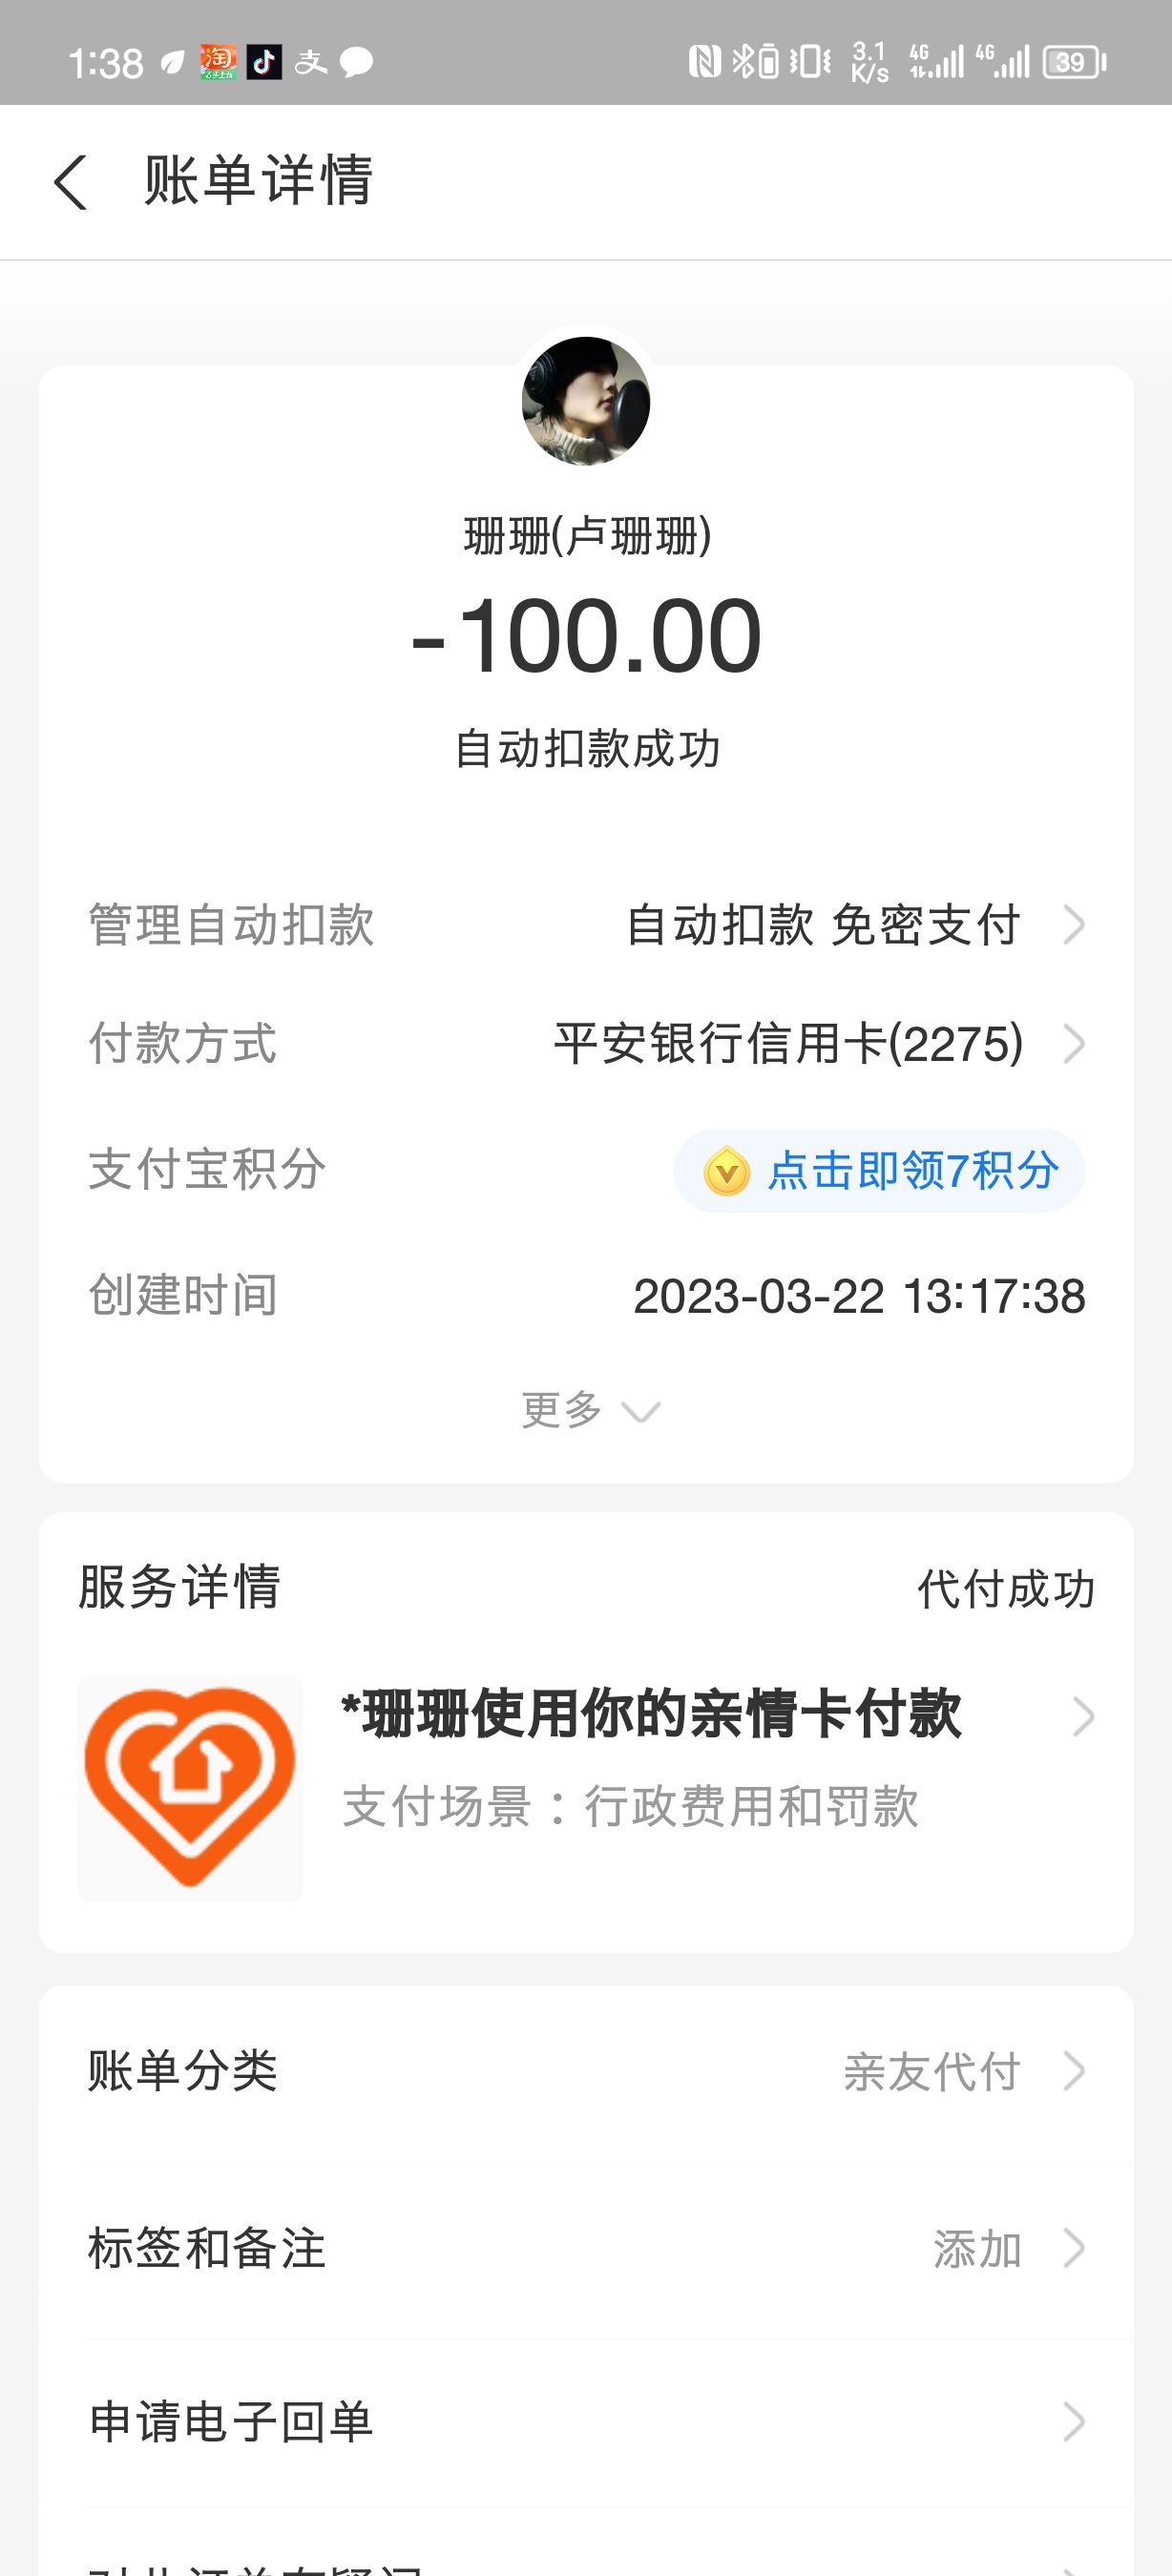 1:38 支 3.1 K/s 4G 4G 39
账单详情
珊珊(卢珊珊)
-100.00
自动扣款成功
管理自动扣款 自动扣款 免密支付
付款方式 平安银行信用卡(2275)
支付宝积分 点击即领7积分
创建时间 2023-03-22 13:17:38
更多
服务详情 代付成功
*珊珊使用你的亲情卡付款
支付场景：行政费用和罚款
账单分类 亲友代付
标签和备注 添加
申请电子回单